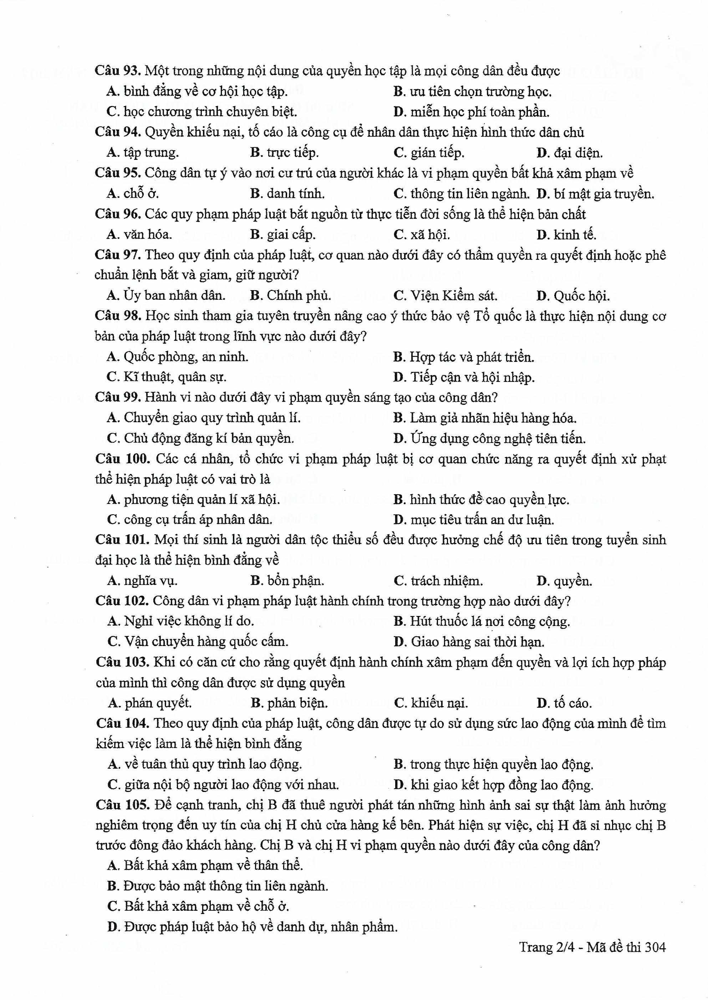 Câu 93. Một trong những nội dung của quyền học tập là mọi công dân đều được
A. bình đẳng về cơ hội học tập. B. ưu tiên chọn trường học.
C. học chương trình chuyên biệt. D. miễn học phí toàn phần.
Câu 94. Quyền khiếu nại, tố cáo là công cụ để nhân dân thực hiện hình thức dân chủ
A. tập trung. B. trực tiếp. C. gián tiếp. D. đại diện.
Câu 95. Công dân tự ý vào nơi cư trú của người khác là vi phạm quyền bất khả xâm phạm về
A. chỗ ở. B. danh tính. C. thông tin liên ngành. D. bí mật gia truyền.
Câu 96. Các quy phạm pháp luật bắt nguồn từ thực tiễn đời sống là thể hiện bản chất
A. văn hóa. B. giai cấp. C. xã hội. D. kinh tế.
Câu 97. Theo quy định của pháp luật, cơ quan nào dưới đây có thẩm quyền ra quyết định hoặc phê
chuẩn lệnh bắt và giam, giữ người?
A. Ủy ban nhân dân. B. Chính phủ. C. Viện Kiểm sát. D. Quốc hội.
Câu 98. Học sinh tham gia tuyên truyền nâng cao ý thức bảo vệ Tổ quốc là thực hiện nội dung cơ
bản của pháp luật trong lĩnh vực nào dưới đây?
A. Quốc phòng, an ninh. B. Hợp tác và phát triển.
C. Kĩ thuật, quân sự. D. Tiếp cận và hội nhập.
Câu 99. Hành vi nào dưới đây vi phạm quyền sáng tạo của công dân?
A. Chuyển giao quy trình quản lí. B. Làm giả nhãn hiệu hàng hóa.
C. Chủ động đăng kí bản quyền. D. Ứng dụng công nghệ tiên tiến.
Câu 100. Các cá nhân, tổ chức vi phạm pháp luật bị cơ quan chức năng ra quyết định xử phạt
thể hiện pháp luật có vai trò là
A. phương tiện quản lí xã hội. B. hình thức đề cao quyền lực.
C. công cụ trấn áp nhân dân. D. mục tiêu trấn an dư luận.
Câu 101. Mọi thí sinh là người dân tộc thiểu số đều được hưởng chế độ ưu tiên trong tuyển sinh
đại học là thể hiện bình đẳng về
A. nghĩa vụ. B. bổn phận. C. trách nhiệm. D. quyền.
Câu 102. Công dân vi phạm pháp luật hành chính trong trường hợp nào dưới đây?
A. Nghỉ việc không lí do. B. Hút thuốc lá nơi công cộng.
C. Vận chuyển hàng quốc cấm. D. Giao hàng sai thời hạn.
Câu 103. Khi có căn cứ cho rằng quyết định hành chính xâm phạm đến quyền và lợi ích hợp pháp
của mình thì công dân được sử dụng quyền
A. phán quyết. B. phản biện. C. khiếu nại. D. tố cáo.
Câu 104. Theo quy định của pháp luật, công dân được tự do sử dụng sức lao động của mình để tìm
kiếm việc làm là thể hiện bình đẳng
A. về tuân thủ quy trình lao động. B. trong thực hiện quyền lao động.
C. giữa nội bộ người lao động với nhau. D. khi giao kết hợp đồng lao động.
Câu 105. Để cạnh tranh, chị B đã thuê người phát tán những hình ảnh sai sự thật làm ảnh hưởng
nghiêm trọng đến uy tín của chị H chủ cửa hàng kế bên. Phát hiện sự việc, chị H đã sỉ nhục chị B
trước đông đảo khách hàng. Chị B và chị H vi phạm quyền nào dưới đây của công dân?
A. Bất khả xâm phạm về thân thể.
B. Được bảo mật thông tin liên ngành.
C. Bất khả xâm phạm về chỗ ở.
D. Được pháp luật bảo hộ về danh dự, nhân phẩm.
Trang 2/4 - Mã đề thi 304